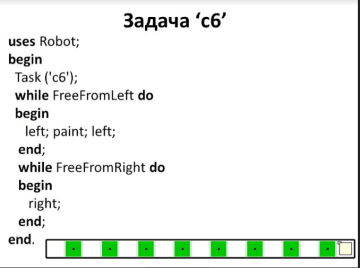 Задача ‘c6’
uses Robot;
begin
Task ('c6');
while FreeFromLeft do
begin
left; paint; left;
end;
while FreeFromRight do
begin
right;
end;
end.